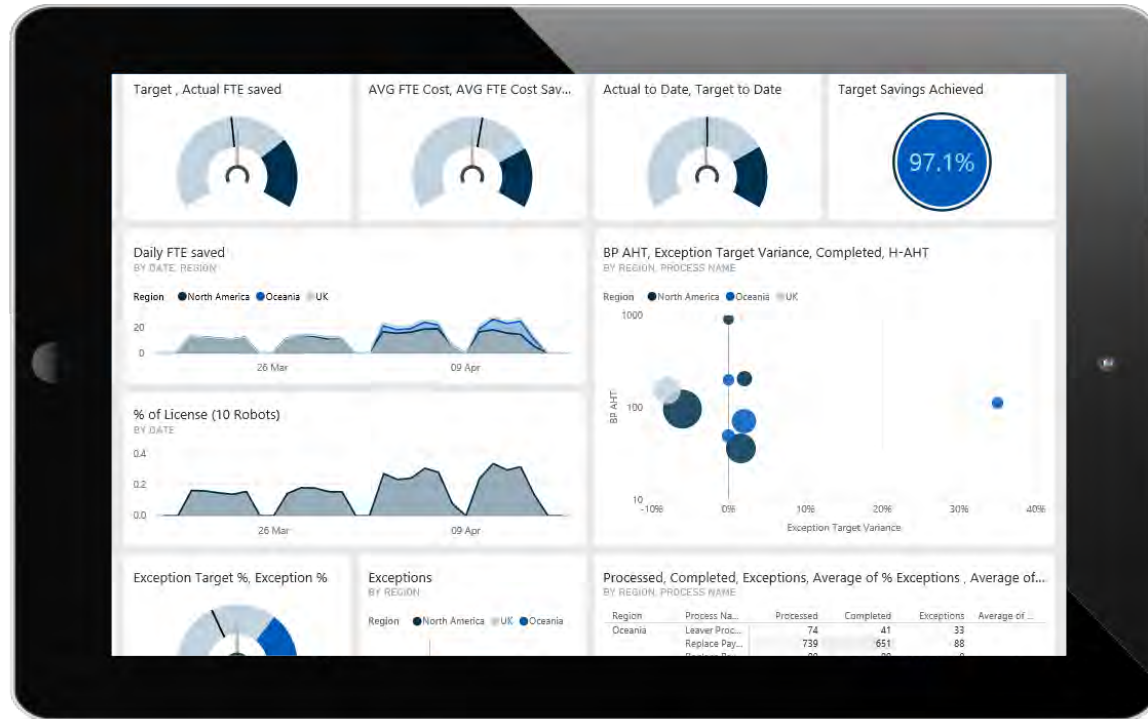 Target , Actual FTE saved
AVG FTE Cost, AVG FTE Cost Sav...
Actual to Date, Target to Date
Target Savings Achieved
97.1%
Daily FTE saved
BY DATE, REGION
Region North America Oceania UK
20
0
26 Mar 09 Apr
% of License (10 Robots)
BY DATE
0.4
0.2
0.0
26 Mar 09 Apr
BP AHT, Exception Target Variance, Completed, H-AHT
BY REGION, PROCESS NAME
Region North America Oceania UK
1000
BP AHT
100
10
-10% 0% 10% 20% 30% 40%
Exception Target Variance
Exception Target %, Exception %
Exceptions
BY REGION
Region North America UK Oceania
Processed, Completed, Exceptions, Average of % Exceptions , Average of...
BY REGION, PROCESS NAME
Region Process Na... Processed Completed Exceptions Average of ...
Oceania Leaver Proc... 74 41 33
Replace Pay... 739 651 88